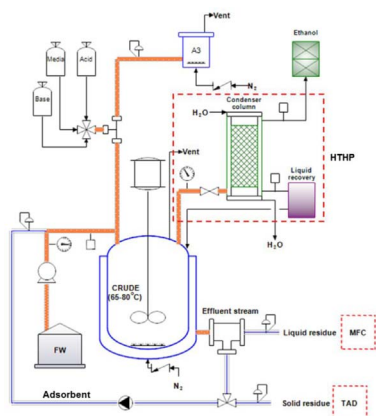 Vent
Ethanol
Media
Acid
A3
Base
N2
Condenser
column
H2O
HTHP
Vent
Liquid
recovery
H2O
CRUDE
(65-80°C)
Effluent stream
Liquid residue
MFC
FW
N2
Adsorbent
Solid residue
TAD